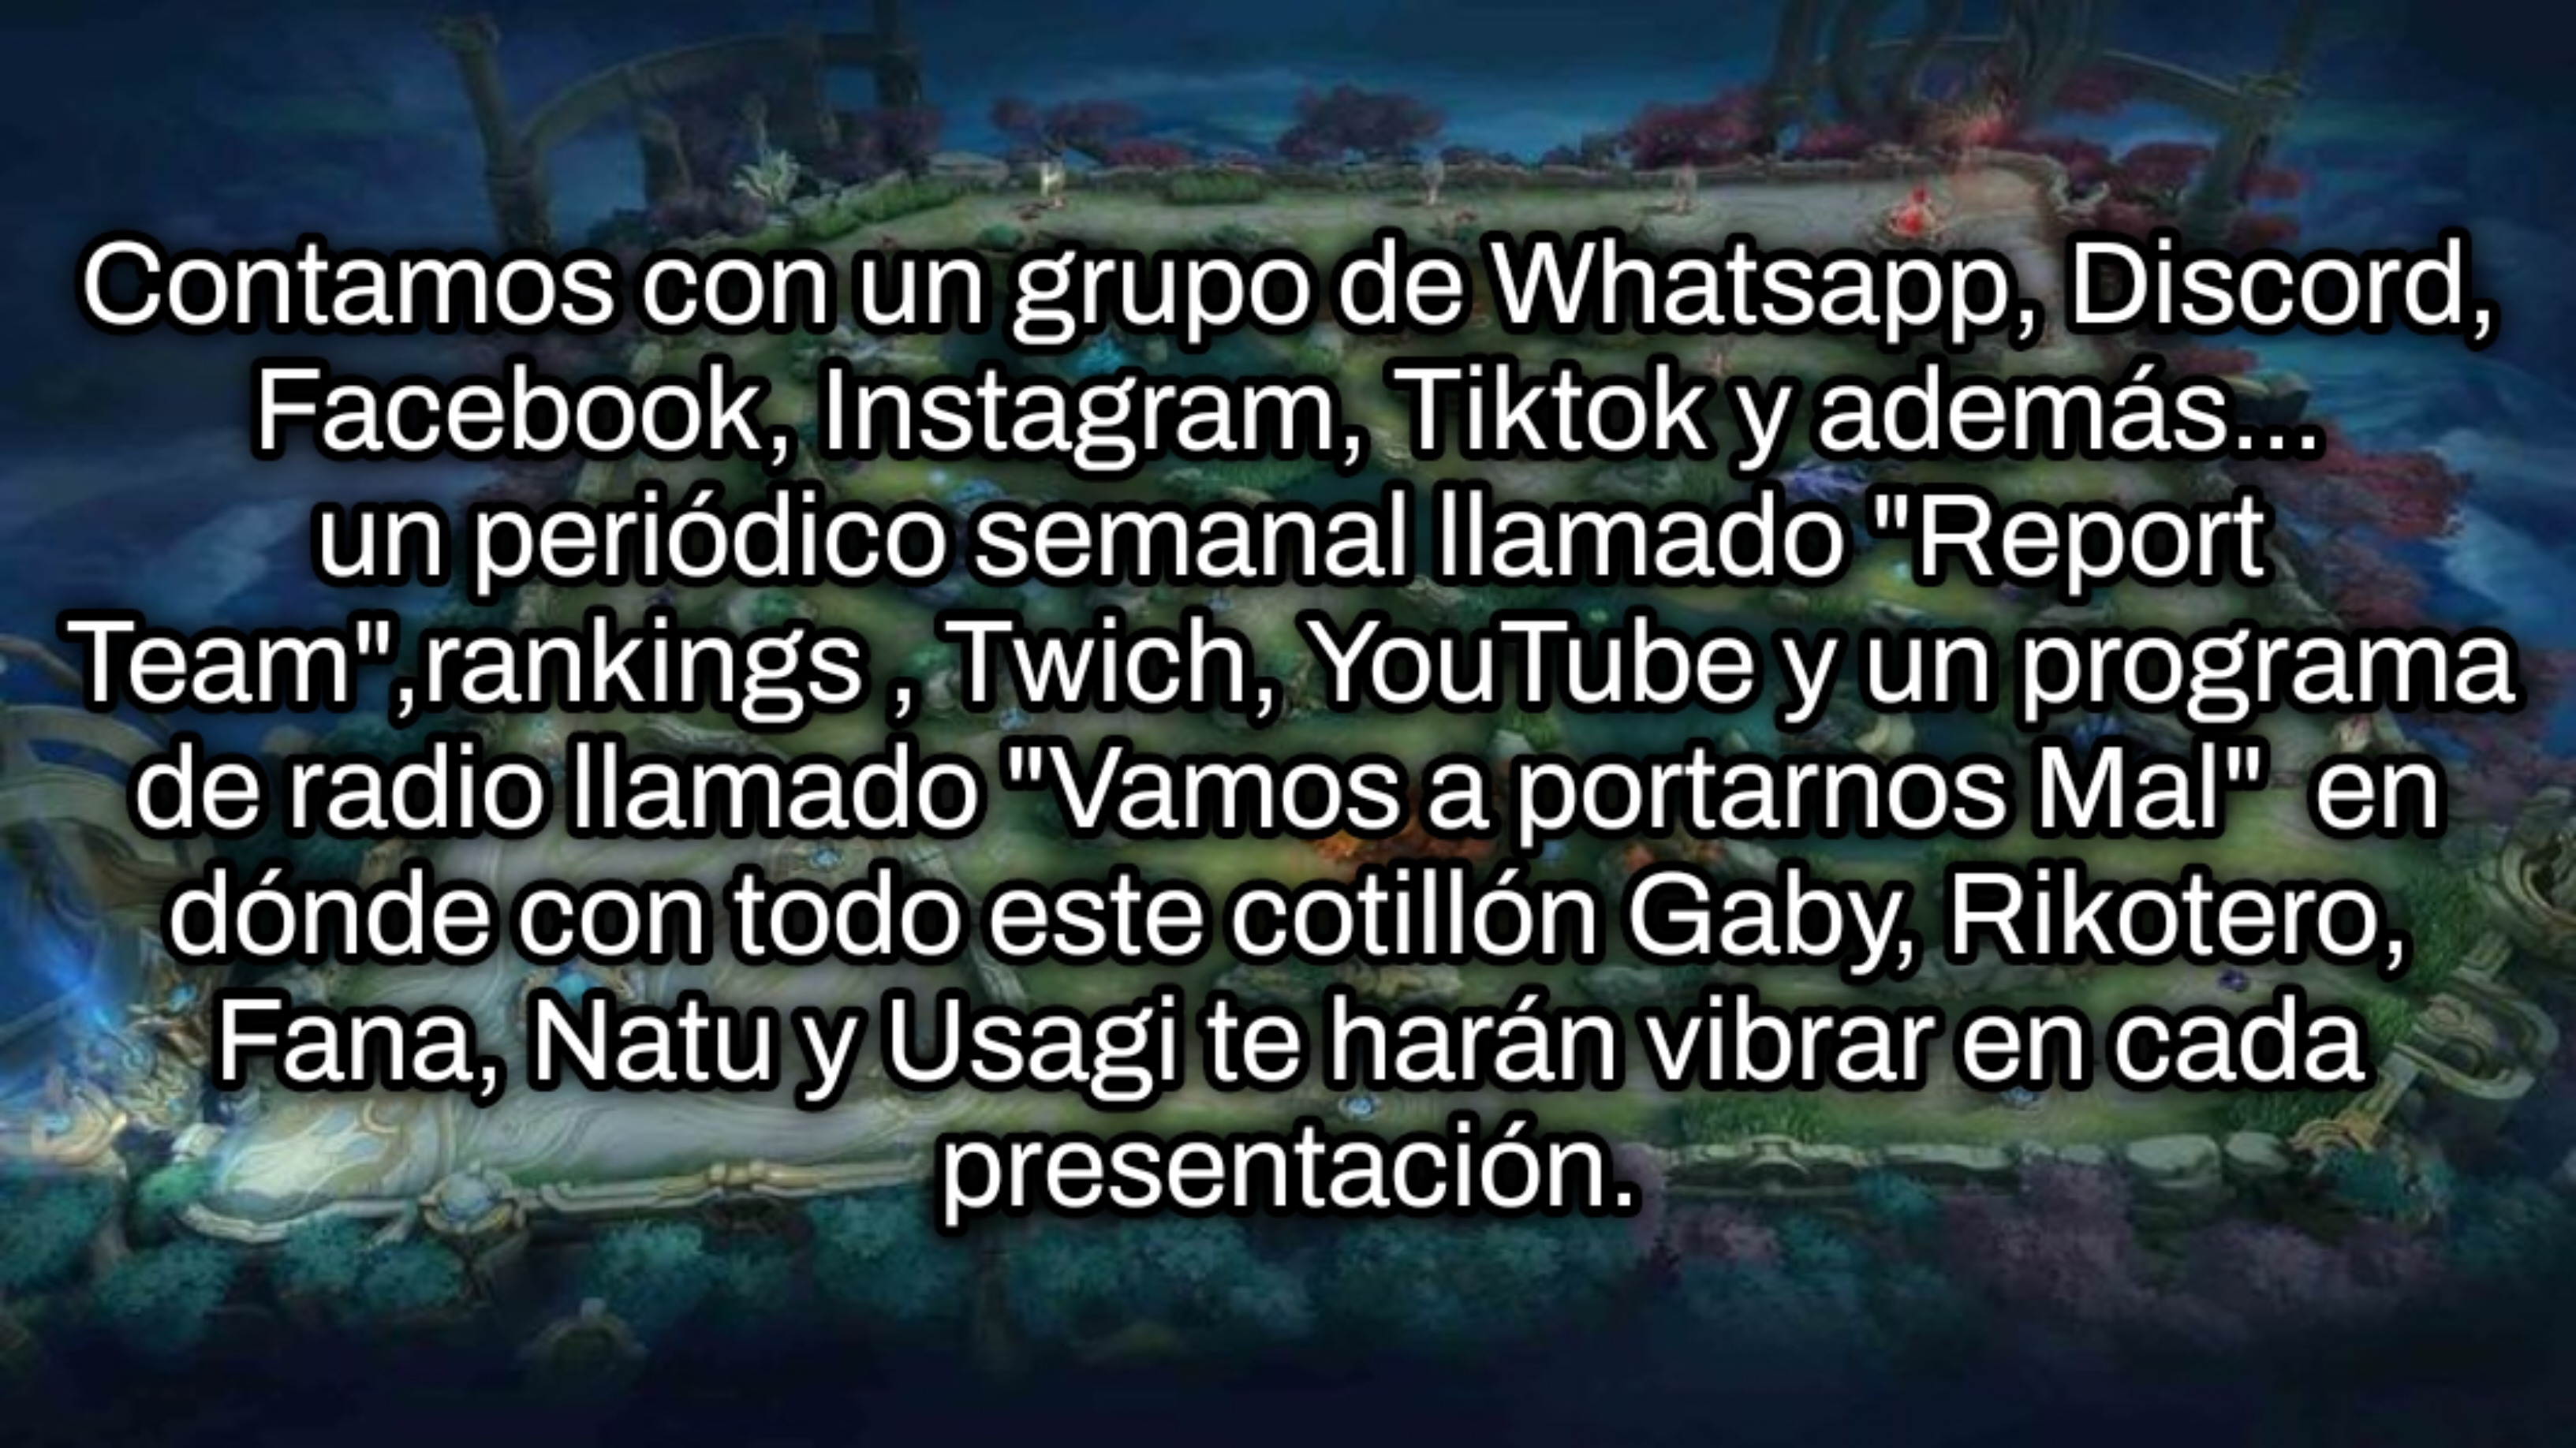 Contamos con un grupo de Whatsapp, Discord,
Facebook, Instagram, Tiktok y además...
un periódico semanal llamado "Report
Team",rankings , Twich, YouTube y un programa
de radio llamado "Vamos a portarnos Mal"  en
dónde con todo este cotillón Gaby, Rikotero,
Fana, Natu y Usagi te harán vibrar en cada
presentación.